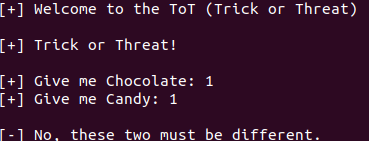 [+] Welcome to the ToT (Trick or Threat)
[+] Trick or Threat!
[+] Give me Chocolate: 1
[+] Give me Candy: 1
[-] No, these two must be different.